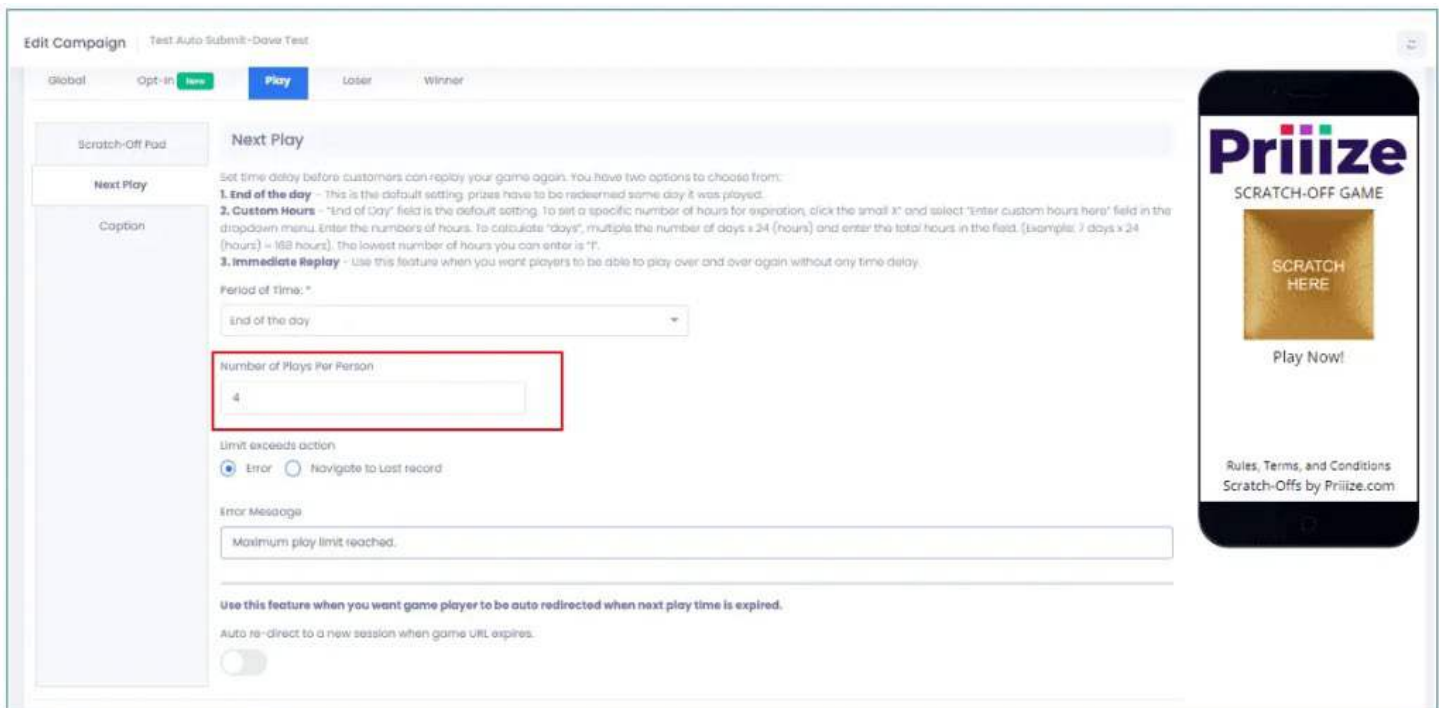 Edit Campaign
Test Auto Submit-Dave Test
Global
Opt-in
New
Play
Loser
Winner
Scratch-Off Pad
Next Play
Caption
Next Play
Set time delay before customers can replay your game again. You have two options to choose from:
1. End of the day - This is the default setting, prizes have to be redeemed same day it was played.
2. Custom Hours - "End of Day" field is the default setting. To set a specific number of hours for expiration, click the small X" and select "Enter custom hours here" field in the
dropdown menu. Enter the numbers of hours. To calculate "days", multiple the number of days x 24 (hours) and enter the total hours in the field. (Example: 7 days x 24
(hours) = 168 hours). The lowest number of hours you can enter is "1".
3. Immediate Replay - Use this feature when you want players to be able to play over and over again without any time delay.
Period of Time: *
End of the day
Number of Plays Per Person
4
Limit exceeds action
Error
Navigate to Last record
Error Message
Maximum play limit reached.
Use this feature when you want game player to be auto redirected when next play time is expired.
Auto re-direct to a new session when game URL expires.
Priiize
SCRATCH-OFF GAME
SCRATCH
HERE
Play Now!
Rules, Terms, and Conditions
Scratch-Offs by Priiize.com